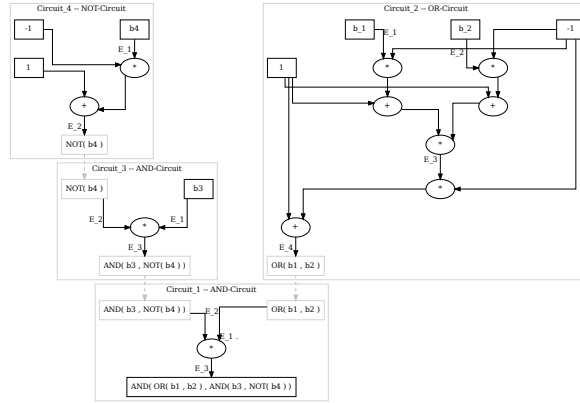 Circuit_4 -- NOT-Circuit
-1
b4
E_1
*
1
+
E_2
NOT( b4 )
Circuit_2 -- OR-Circuit
b_1
b_2
-1
E_1
E_2
1
*
*
+
+
*
E_3
*
+
E_4
OR( b1 , b2 )
Circuit_3 -- AND-Circuit
NOT( b4 )
b3
E_2
E_1
*
E_3
AND( b3 , NOT( b4 ) )
Circuit_1 -- AND-Circuit
AND( b3 , NOT( b4 ) )
OR( b1 , b2 )
E_2
E_1 .
*
E_3
AND( OR( b1 , b2 ) , AND( b3 , NOT( b4 ) ) )